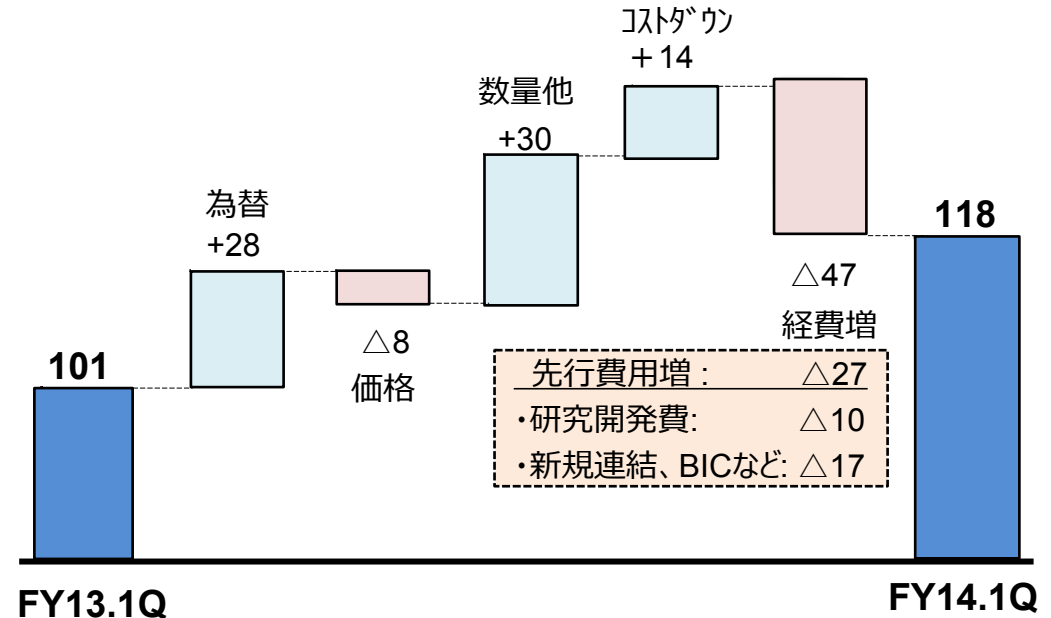 101
FY13.1Q
為替
+28
△8
価格
数量他
+30
ｺｽﾄﾀﾞｳﾝ
＋14
△47
経費増
先行費用増 : △27
・研究開発費: △10
・新規連結、BICなど: △17
118
FY14.1Q